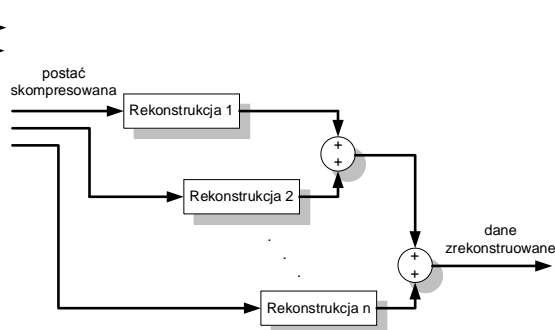 postać
skompresowana
Rekonstrukcja 1
+
+
Rekonstrukcja 2
.
.
.
dane
zrekonstruowane
+
+
Rekonstrukcja n